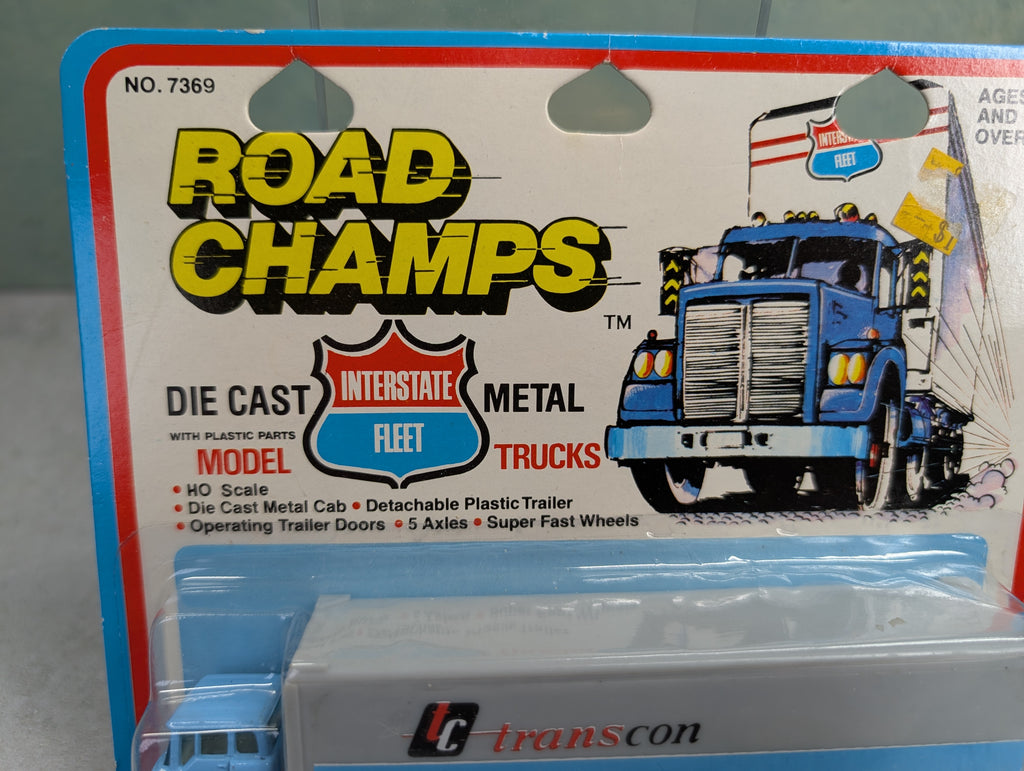 NO. 7369
AGES
AND
OVER
ROAD
CHAMPS
TM
INTERSTATE
FLEET
$1
DIE CAST
METAL
INTERSTATE
FLEET
WITH PLASTIC PARTS
MODEL
TRUCKS
• HO Scale
• Die Cast Metal Cab • Detachable Plastic Trailer
• Operating Trailer Doors • 5 Axles • Super Fast Wheels
tc transcon